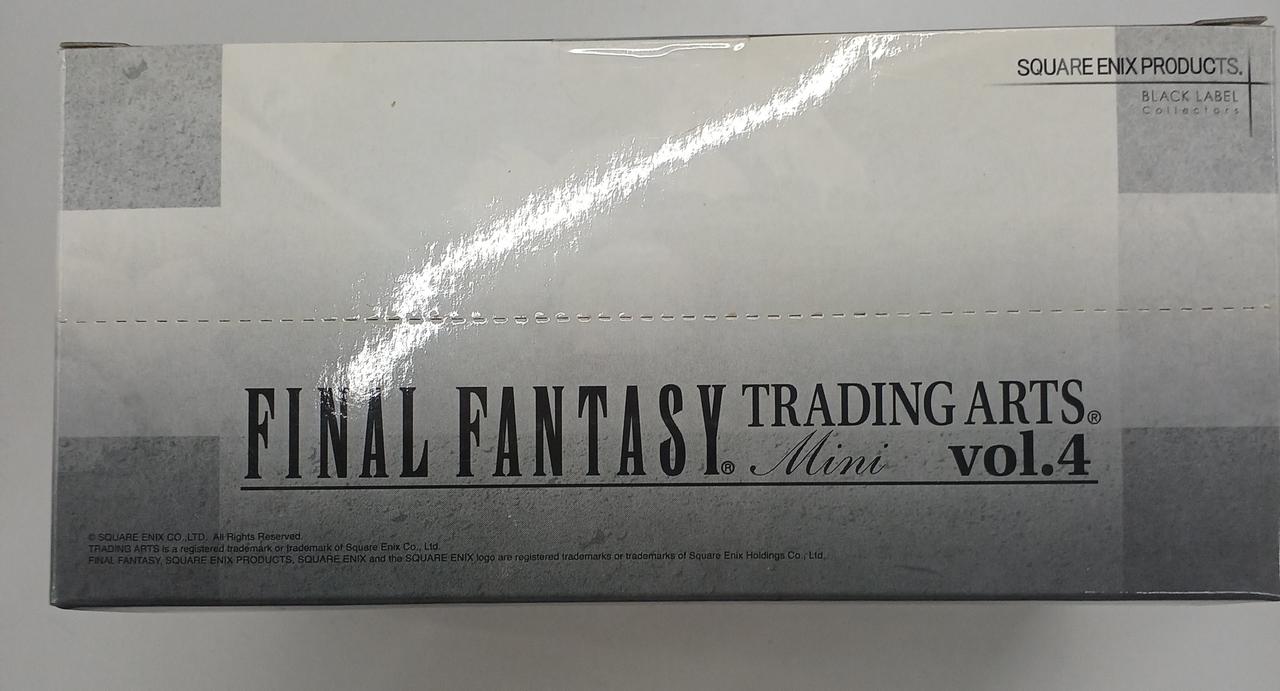 SQUARE ENIX PRODUCTS.
BLACK LABEL
Collectors
FINAL FANTASY® TRADING ARTS®
Mini vol.4
© SQUARE ENIX CO.,LTD. All Rights Reserved.
TRADING ARTS is a registered trademark or trademark of Square Enix Co., Ltd.
FINAL FANTASY, SQUARE ENIX PRODUCTS, SQUARE ENIX and the SQUARE ENIX logo are registered trademarks or trademarks of Square Enix Holdings Co., Ltd.